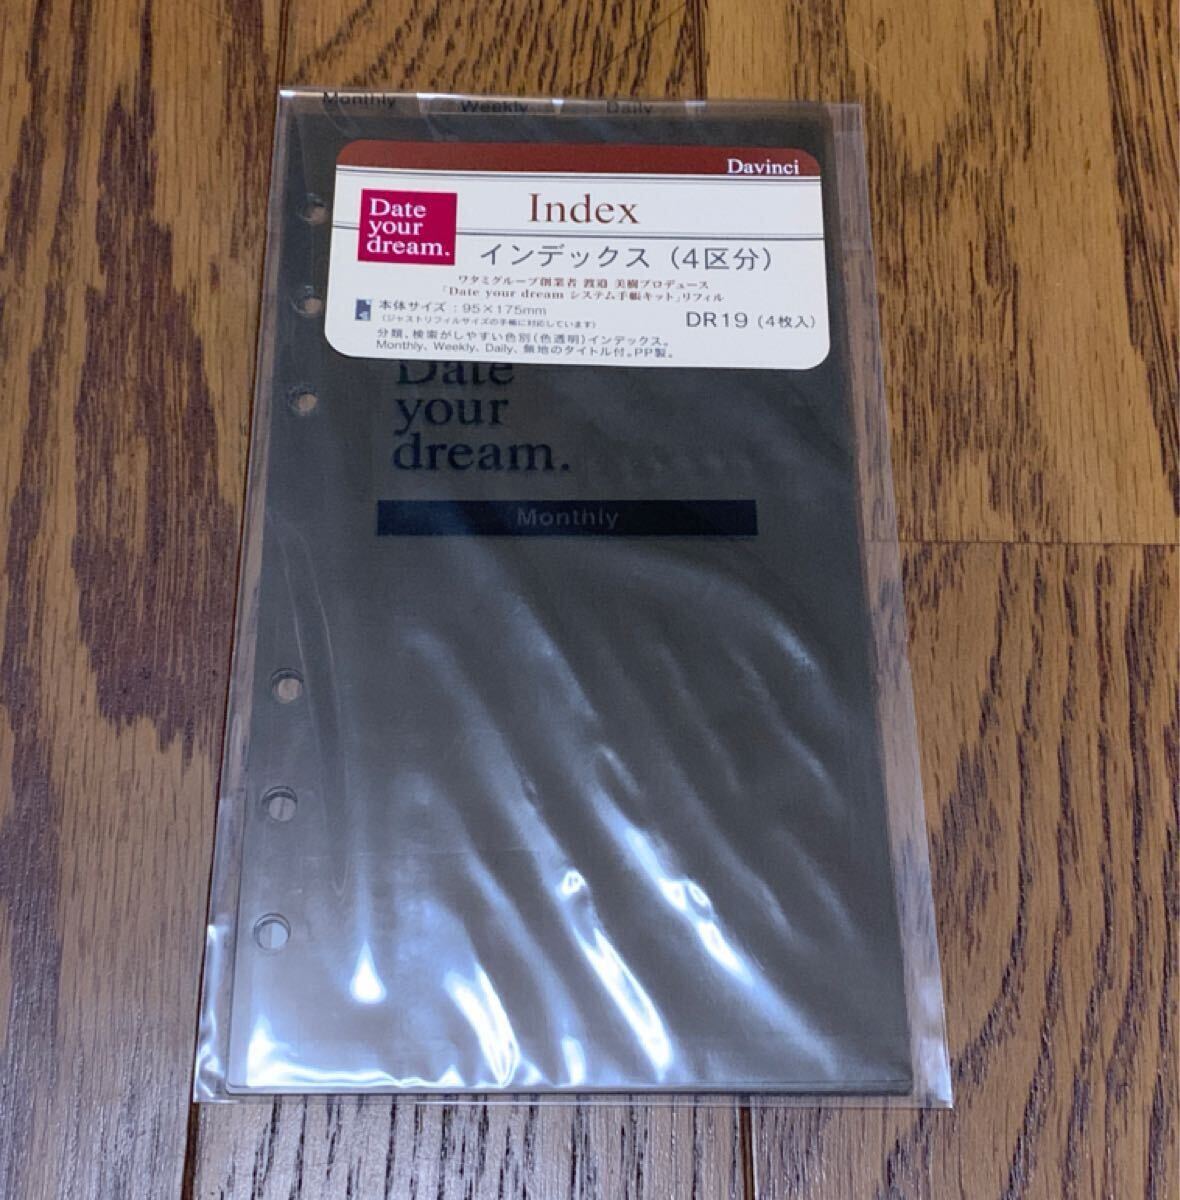 Monthly Weekly Daily
Davinci
Date
your
dream.
Index
インデックス（4区分）
ワタミグループ創業者 渡邉 美樹プロデュース
「Date your dream システム手帳キット」リフィル
本体サイズ：95×175mm
（ジャストリフィルサイズの手帳に対応しています）
DR19（4枚入）
分類、検索がしやすい色別（色透明）インデックス。
Monthly、Weekly、Daily、無地のタイトル付。PP製。
Date
your
dream.
Monthly